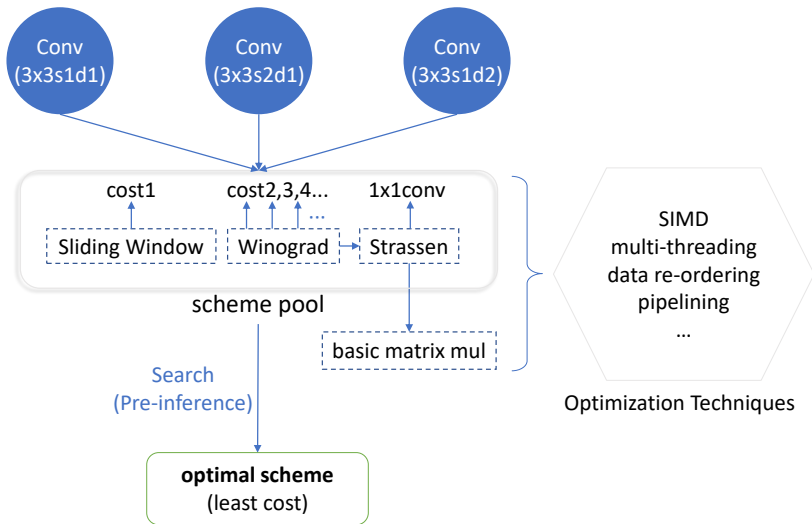 Conv
(3x3s1d1)
Conv
(3x3s2d1)
Conv
(3x3s1d2)
cost1
cost2,3,4...
1x1conv
...
Sliding Window
Winograd
Strassen
scheme pool
basic matrix mul
Search
(Pre-inference)
optimal scheme
(least cost)
SIMD
multi-threading
data re-ordering
pipelining
...
Optimization Techniques